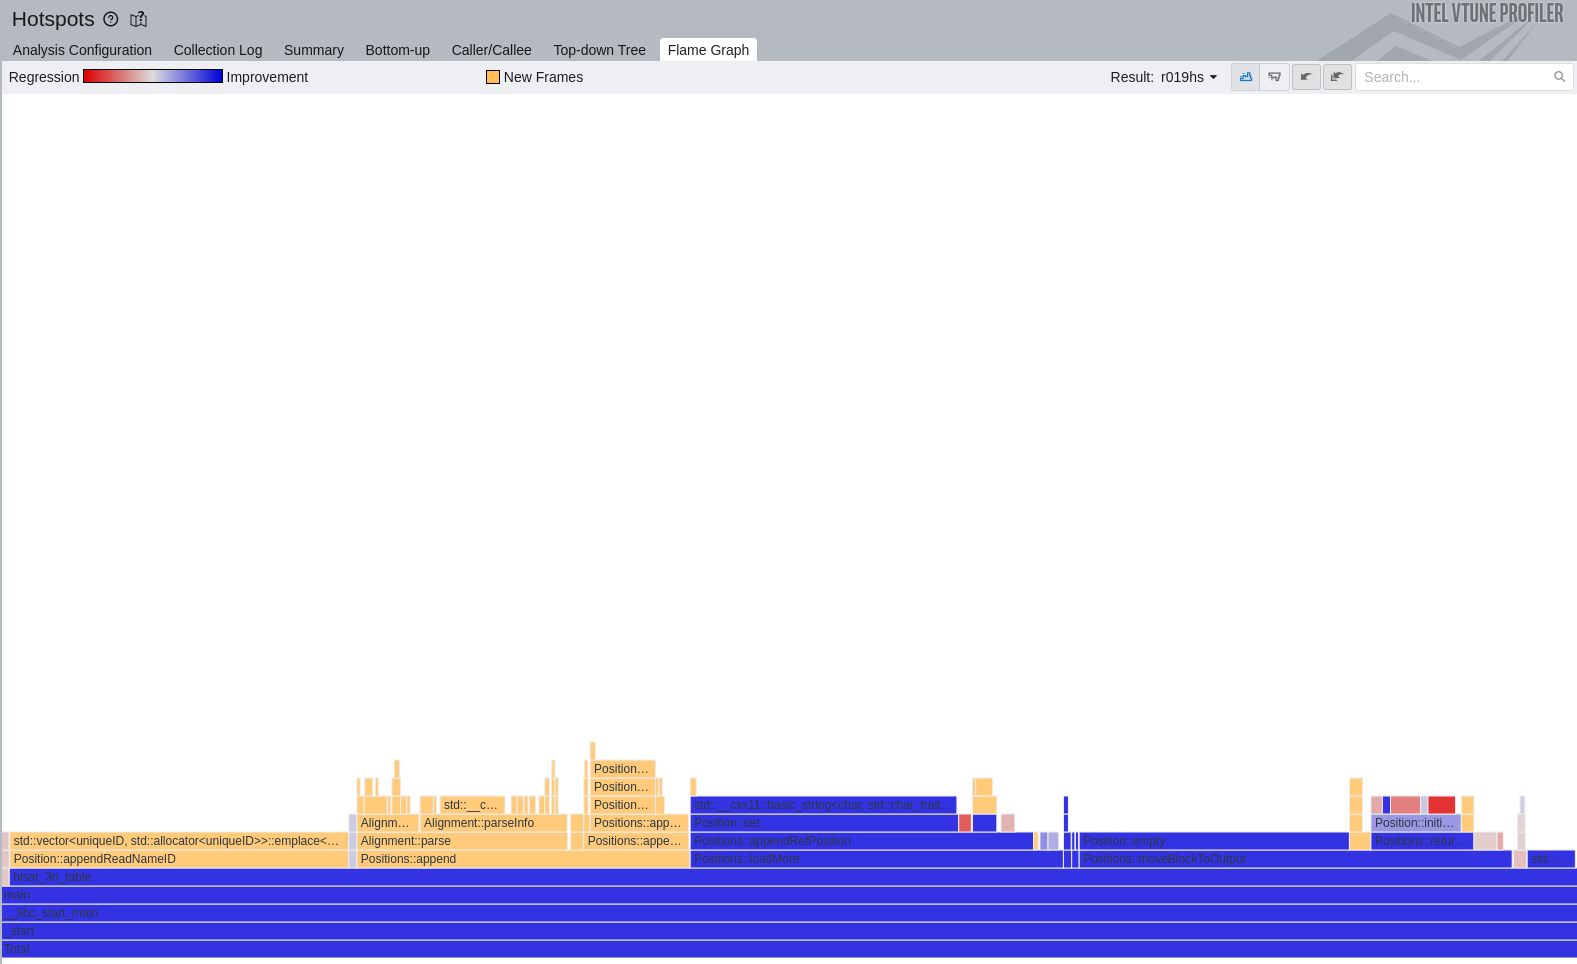 Hotspots
INTEL VTUNE PROFILER
Analysis Configuration Collection Log Summary Bottom-up Caller/Callee Top-down Tree Flame Graph
Regression Improvement New Frames Result: r019hs Search...
Position…
Position…
std::__c… Position… std::__cxx11::basic_string<char, std::char_trait…
Alignm… Alignment::parseInfo Positions::app… Position::set Position::initi…
std::vector<uniqueID, std::allocator<uniqueID>>::emplace<… Alignment::parse Positions::appe… Positions::appendRefPosition Position::empty Positions::retur…
Position::appendReadNameID Positions::append Positions::loadMore Positions::moveBlockToOutput std::…
hisat_3n_table
main
__libc_start_main
_start
Total